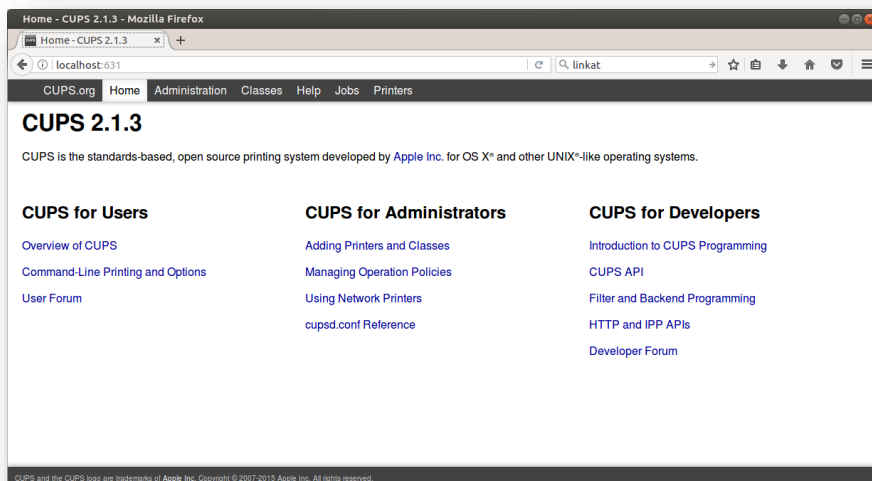 Home - CUPS 2.1.3 - Mozilla Firefox
Home - CUPS 2.1.3 × +
localhost:631 linkat
CUPS.org Home Administration Classes Help Jobs Printers
CUPS 2.1.3
CUPS is the standards-based, open source printing system developed by Apple Inc. for OS X® and other UNIX®-like operating systems.
CUPS for Users
Overview of CUPS
Command-Line Printing and Options
User Forum
CUPS for Administrators
Adding Printers and Classes
Managing Operation Policies
Using Network Printers
cupsd.conf Reference
CUPS for Developers
Introduction to CUPS Programming
CUPS API
Filter and Backend Programming
HTTP and IPP APIs
Developer Forum
CUPS and the CUPS logo are trademarks of Apple Inc. Copyright © 2007-2015 Apple Inc. All rights reserved.